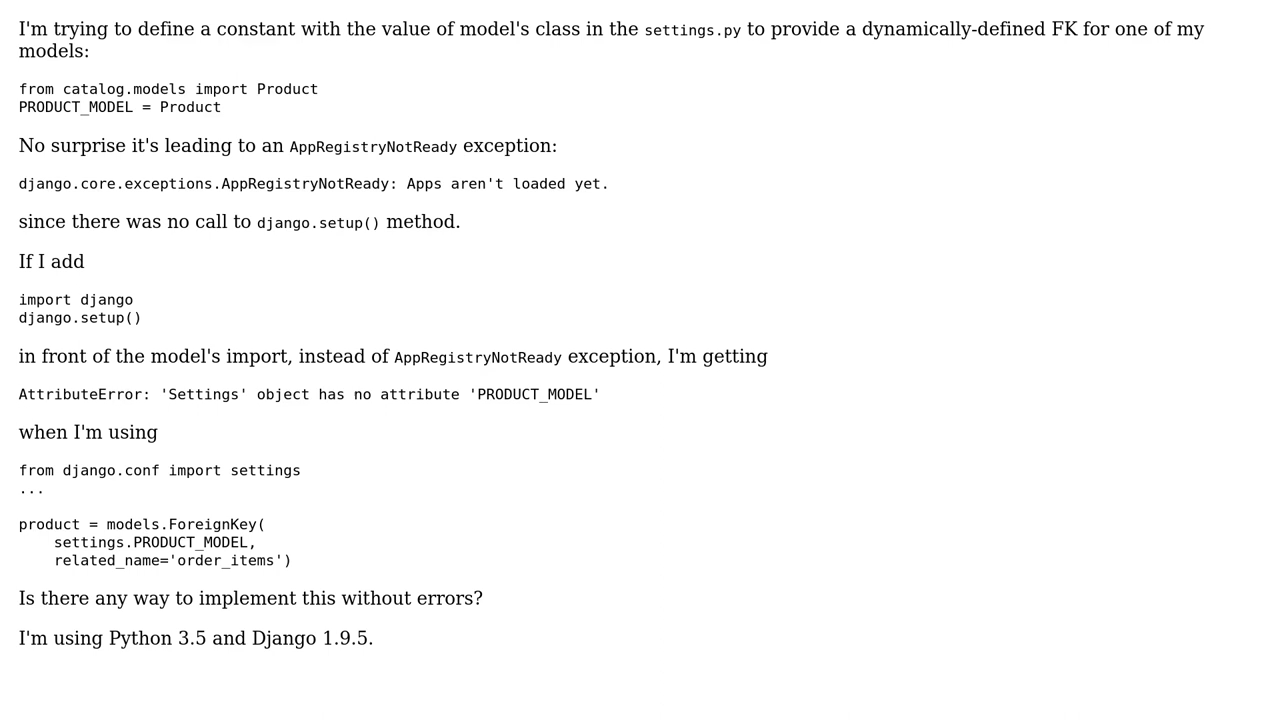 I'm trying to define a constant with the value of model's class in the settings.py to provide a dynamically-defined FK for one of my
models:
from catalog.models import Product
PRODUCT_MODEL = Product
No surprise it's leading to an AppRegistryNotReady exception:
django.core.exceptions.AppRegistryNotReady: Apps aren't loaded yet.
since there was no call to django.setup() method.
If I add
import django
django.setup()
in front of the model's import, instead of AppRegistryNotReady exception, I'm getting
AttributeError: 'Settings' object has no attribute 'PRODUCT_MODEL'
when I'm using
from django.conf import settings
...
product = models.ForeignKey(
    settings.PRODUCT_MODEL,
    related_name='order_items')
Is there any way to implement this without errors?
I'm using Python 3.5 and Django 1.9.5.